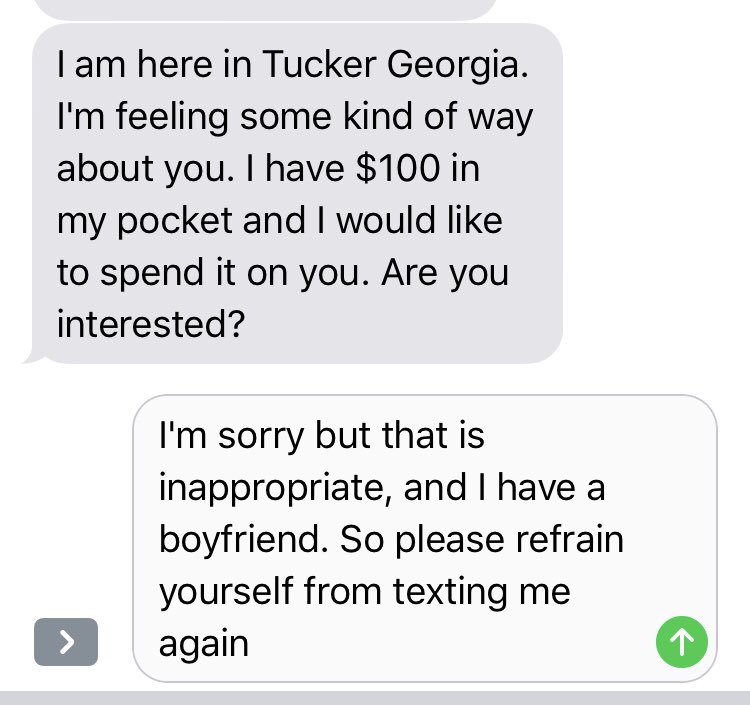 I am here in Tucker Georgia.
I'm feeling some kind of way
about you. I have $100 in
my pocket and I would like
to spend it on you. Are you
interested?
I'm sorry but that is
inappropriate, and I have a
boyfriend. So please refrain
yourself from texting me
again